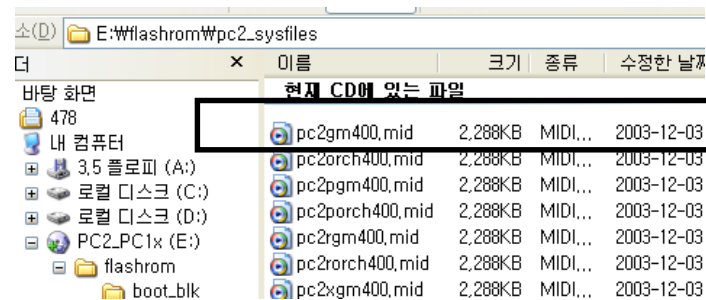 소(D) E:₩flashrom₩pc2_sysfiles
더 × 이름 크기 종류 수정한 날짜
바탕 화면 현재 CD에 있는 파일
478
내 컴퓨터 pc2gm400.mid 2,288KB MIDI... 2003-12-03
3.5 플로피 (A:) pc2orch400.mid 2,288KB MIDI... 2003-12-03
로컬 디스크 (C:) pc2pgm400.mid 2,288KB MIDI... 2003-12-03
로컬 디스크 (D:) pc2porch400.mid 2,288KB MIDI... 2003-12-03
PC2_PC1x (E:) pc2rgm400.mid 2,288KB MIDI... 2003-12-03
flashrom pc2rorch400.mid 2,288KB MIDI... 2003-12-03
boot_blk pc2xgm400.mid 2,288KB MIDI... 2003-12-03